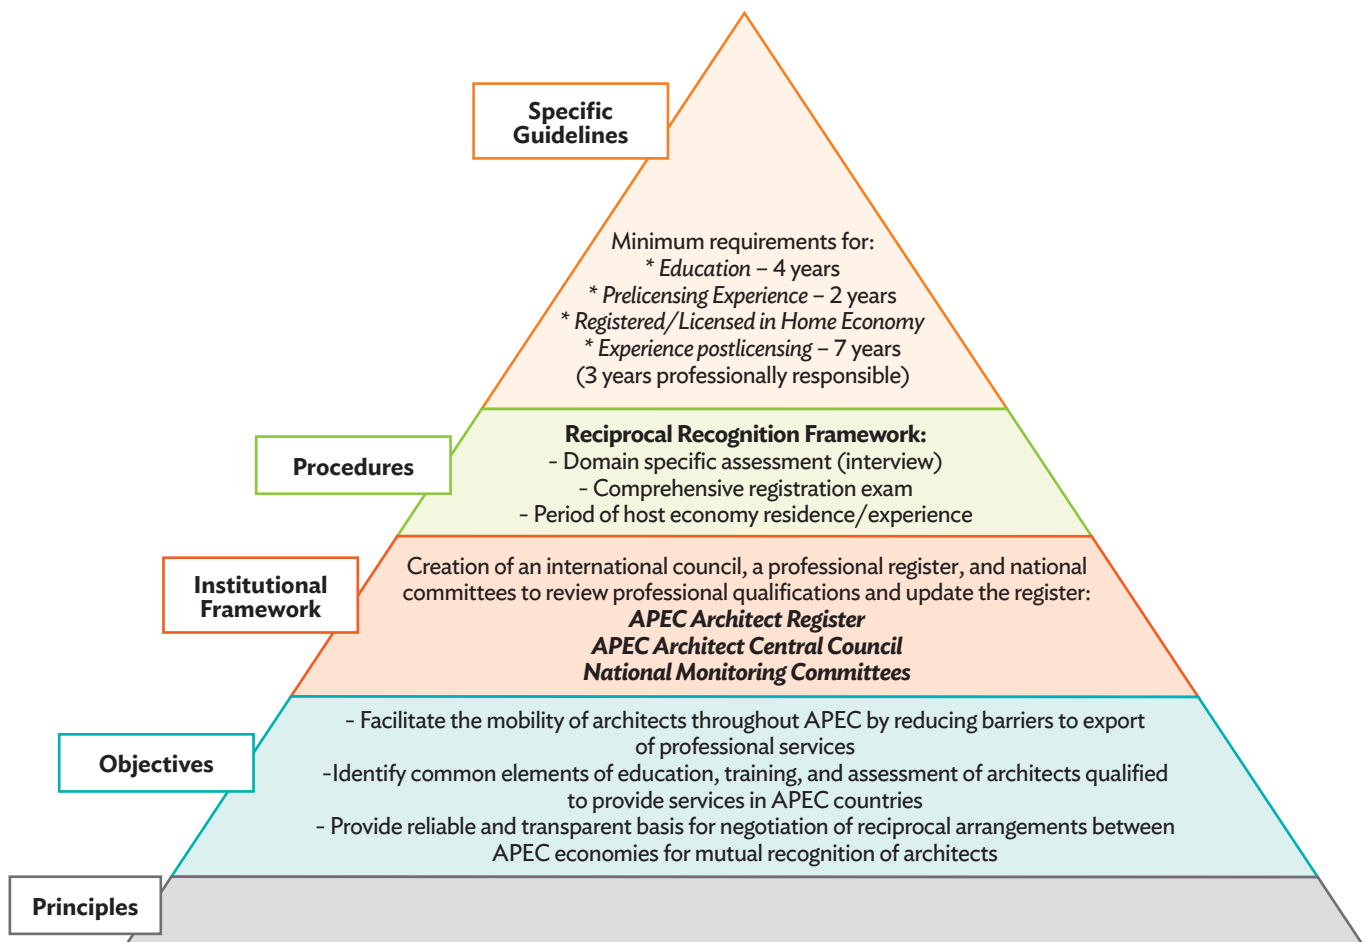 Specific
Guidelines
Minimum requirements for:
* Education – 4 years
* Prelicensing Experience – 2 years
* Registered/Licensed in Home Economy
* Experience postlicensing – 7 years
(3 years professionally responsible)
Procedures
Reciprocal Recognition Framework:
- Domain specific assessment (interview)
- Comprehensive registration exam
- Period of host economy residence/experience
Institutional
Framework
Creation of an international council, a professional register, and national
committees to review professional qualifications and update the register:
APEC Architect Register
APEC Architect Central Council
National Monitoring Committees
Objectives
- Facilitate the mobility of architects throughout APEC by reducing barriers to export
of professional services
-Identify common elements of education, training, and assessment of architects qualified
to provide services in APEC countries
- Provide reliable and transparent basis for negotiation of reciprocal arrangements between
APEC economies for mutual recognition of architects
Principles